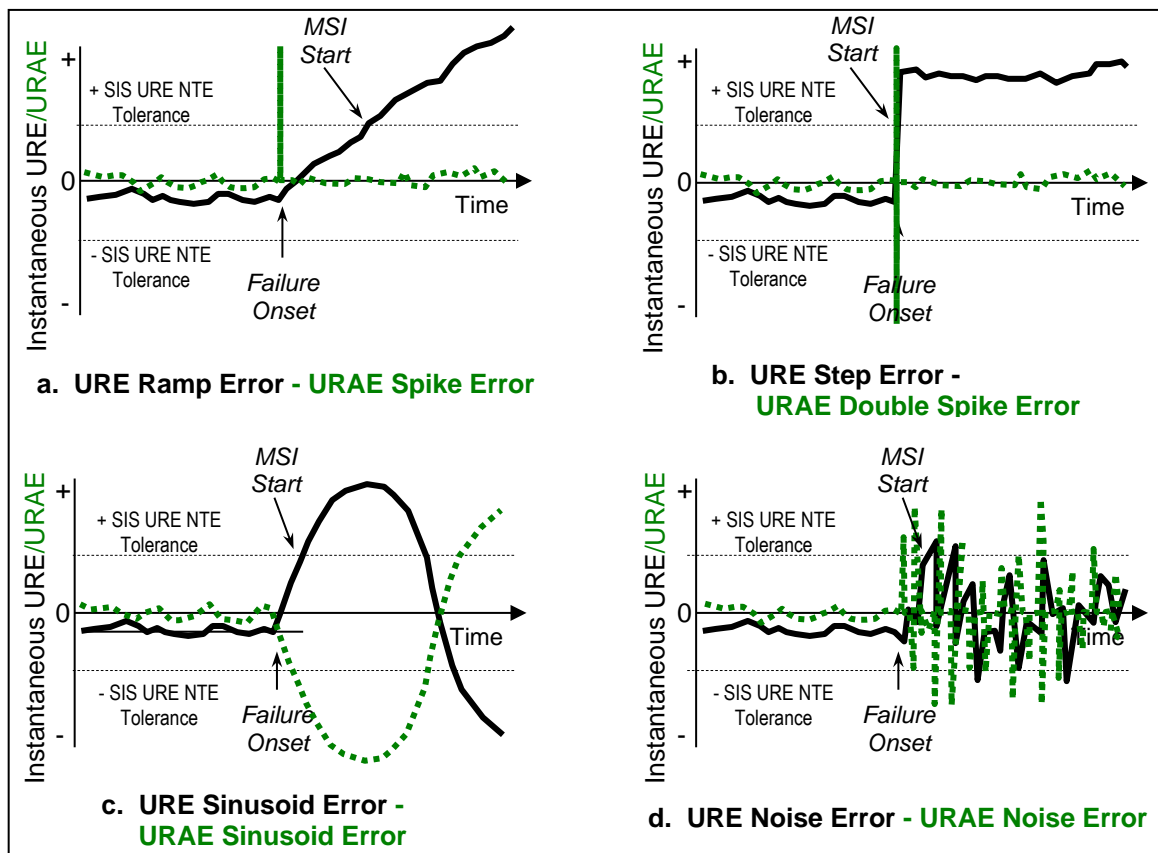 Instantaneous URE/URAE
+
MSI
Start
+ SIS URE NTE
Tolerance
0
Time
- SIS URE NTE
Tolerance
Failure
Onset
-
a. URE Ramp Error - URAE Spike Error
Instantaneous URE/URAE
+
MSI
Start
+ SIS URE NTE
Tolerance
0
Time
- SIS URE NTE
Tolerance
Failure
Onset
-
b. URE Step Error -
URAE Double Spike Error
Instantaneous URE/URAE
+
MSI
Start
+ SIS URE NTE
Tolerance
0
Time
- SIS URE NTE
Tolerance
Failure
Onset
-
c. URE Sinusoid Error -
URAE Sinusoid Error
Instantaneous URE/URAE
+
MSI
Start
+ SIS URE NTE
Tolerance
0
Time
- SIS URE NTE
Tolerance
Failure
Onset
-
d. URE Noise Error - URAE Noise Error